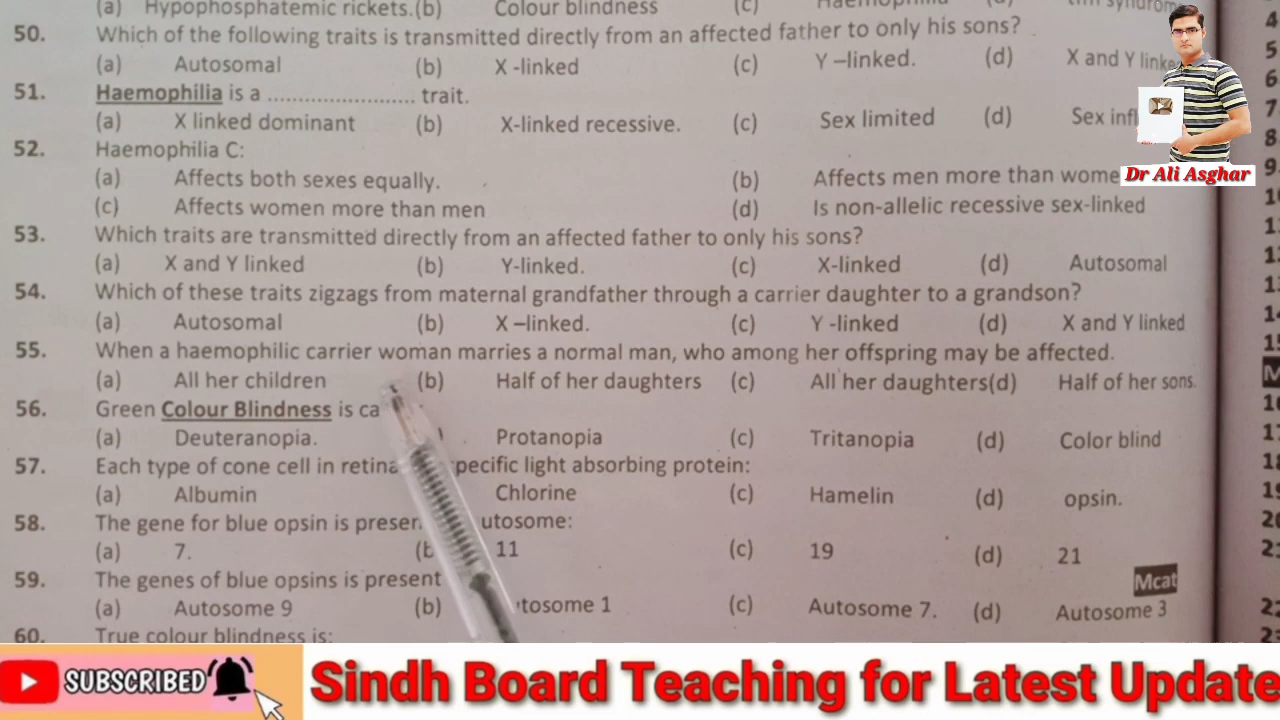 (a) Hypophosphatemic rickets. (b) Colour blindness (c)
50. Which of the following traits is transmitted directly from an affected father to only his sons?
(a) Autosomal (b) X -linked (c) Y –linked. (d) X and Y
51. Haemophilia is a ........................ trait.
(a) X linked dominant (b) X-linked recessive. (c) Sex limited (d) Sex
52. Haemophilia C:
(a) Affects both sexes equally. (b) Affects men more than
(c) Affects women more than men (d) Is non-allelic recessive sex-linked
53. Which traits are transmitted directly from an affected father to only his sons?
(a) X and Y linked (b) Y-linked. (c) X-linked (d) Autosomal
54. Which of these traits zigzags from maternal grandfather through a carrier daughter to a grandson?
(a) Autosomal (b) X –linked. (c) Y -linked (d) X and Y linked
55. When a haemophilic carrier woman marries a normal man, who among her offspring may be affected.
(a) All her children (b) Half of her daughters (c) All her daughters(d) Half of her sons.
56. Green Colour Blindness is
(a) Deuteranopia. Protanopia (c) Tritanopia (d) Color blind
57. Each type of cone cell in retina light absorbing protein:
(a) Albumin Chlorine (c) Hamelin (d) opsin.
58. The gene for blue opsin is
(a) 7. 11 (c) 19 (d) 21
59. The genes of blue opsins is present
Mcat
(a) Autosome 9 (b) 1 (c) Autosome 7. (d) Autosome 3
60. True colour blindness is:
Dr Ali Asghar
SUBSCRIBED
Sindh Board Teaching for Latest Update